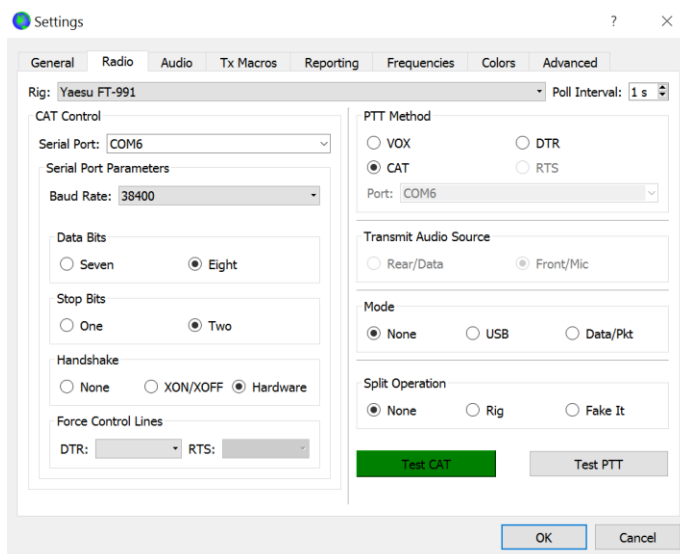 Settings
?
General Radio Audio Tx Macros Reporting Frequencies Colors Advanced
Rig: Yaesu FT-991 Poll Interval: 1 s
CAT Control
Serial Port: COM6
Serial Port Parameters
Baud Rate: 38400
Data Bits
Seven Eight
Stop Bits
One Two
Handshake
None XON/XOFF Hardware
Force Control Lines
DTR: RTS:
PTT Method
VOX DTR
CAT RTS
Port: COM6
Transmit Audio Source
Rear/Data Front/Mic
Mode
None USB Data/Pkt
Split Operation
None Rig Fake It
Test CAT Test PTT
OK Cancel